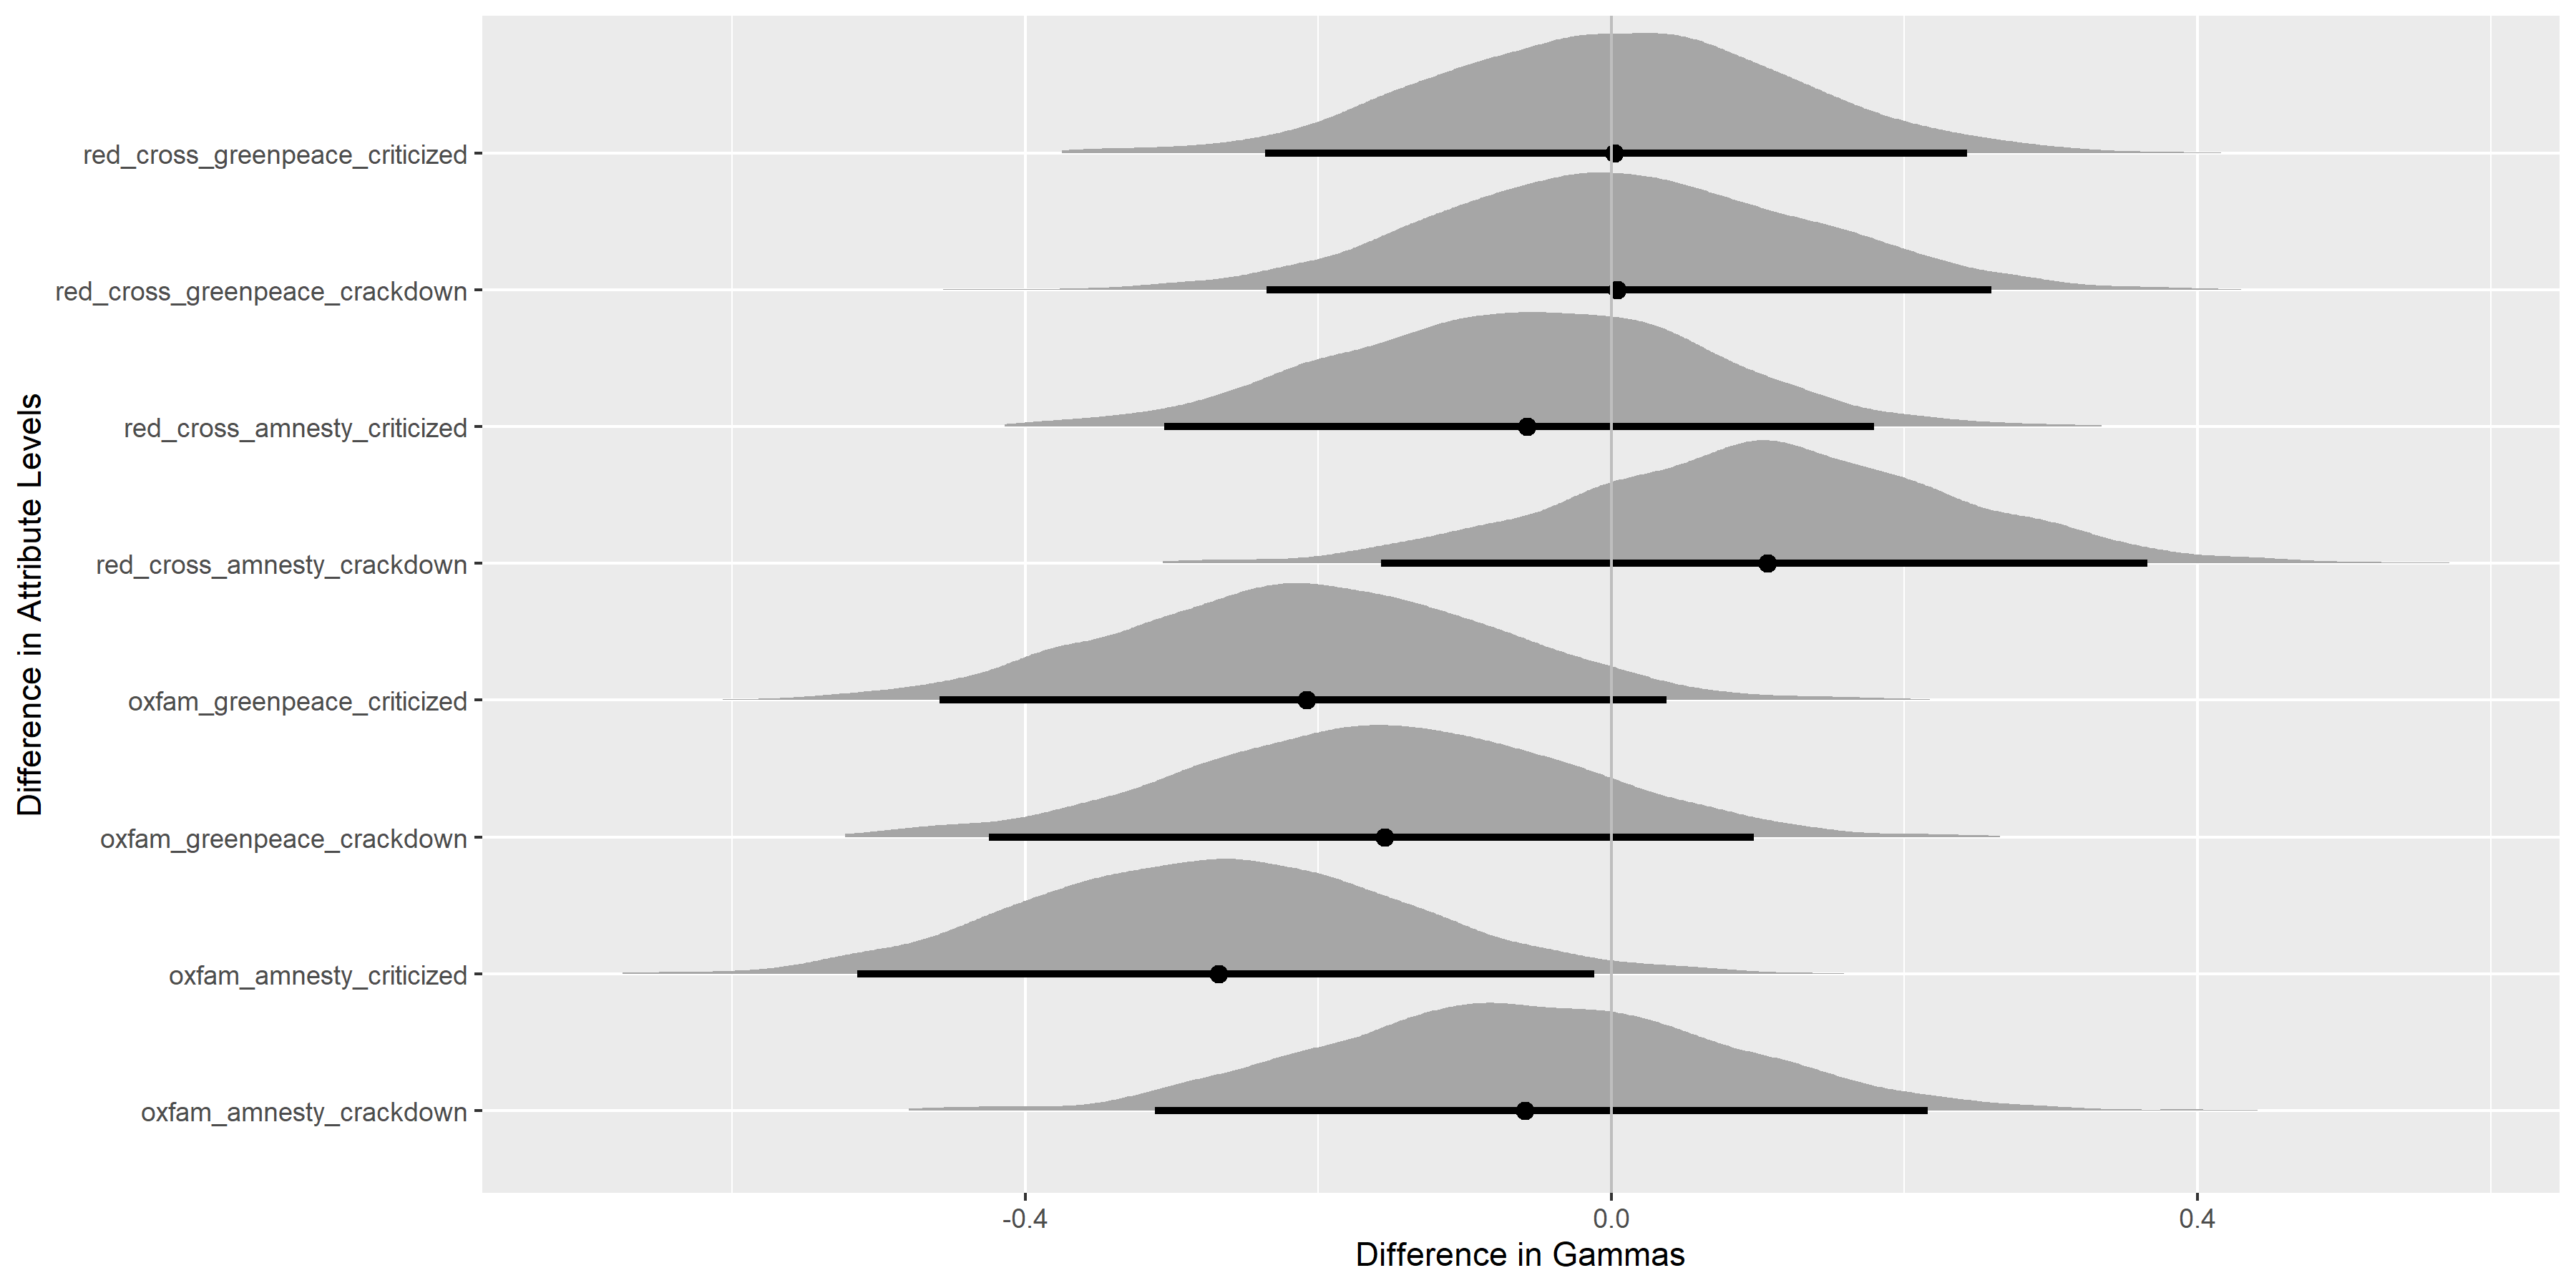 red_cross_greenpeace_criticized
red_cross_greenpeace_crackdown
red_cross_amnesty_criticized
red_cross_amnesty_crackdown
oxfam_greenpeace_criticized
oxfam_greenpeace_crackdown
oxfam_amnesty_criticized
oxfam_amnesty_crackdown
Difference in Attribute Levels
-0.4 0.0 0.4
Difference in Gammas